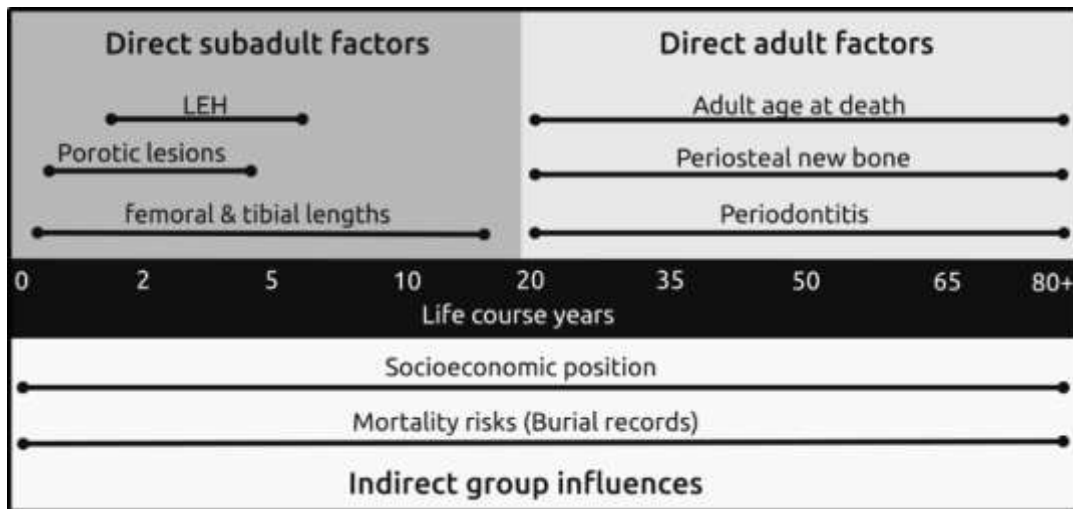 Direct subadult factors
LEH
Porotic lesions
femoral & tibial lengths
Direct adult factors
Adult age at death
Periosteal new bone
Periodontitis
0 2 5 10 20 35 50 65 80+
Life course years
Socioeconomic position
Mortality risks (Burial records)
Indirect group influences